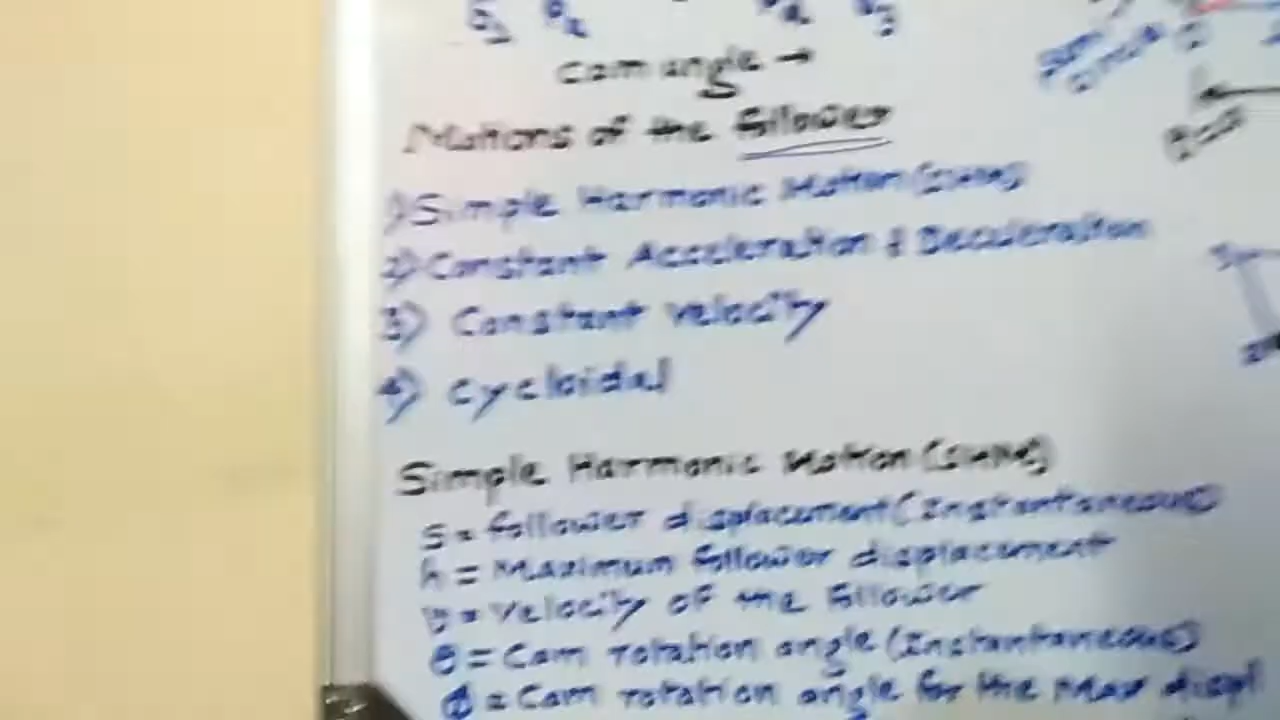 cam angle →
Motions of the follower
1) Simple Harmonic Motion (SHM)
2) Constant Acceleration & Deceleration
3) Constant velocity
4) cycloidal
Simple Harmonic Motion (SHM)
s = follower displacement (Instantaneous)
h = Maximum follower displacement
v = velocity of the follower
θ = Cam rotation angle (Instantaneous)
= Cam rotation angle for the Max displ